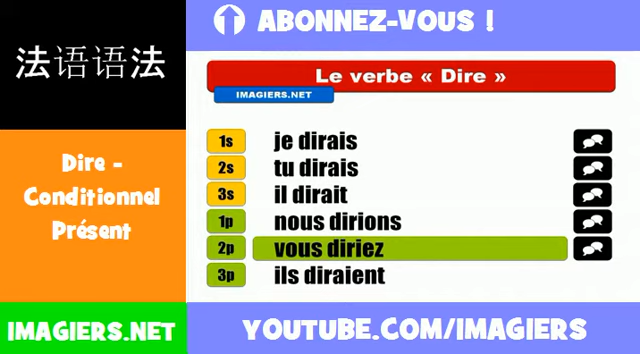 法语语法
Dire -
Conditionnel
Présent
IMAGIERS.NET
ABONNEZ-VOUS !
Le verbe « Dire »
IMAGIERS.NET
1s je dirais
2s tu dirais
3s il dirait
1p nous dirions
2p vous diriez
3p ils diraient
YOUTUBE.COM/IMAGIERS